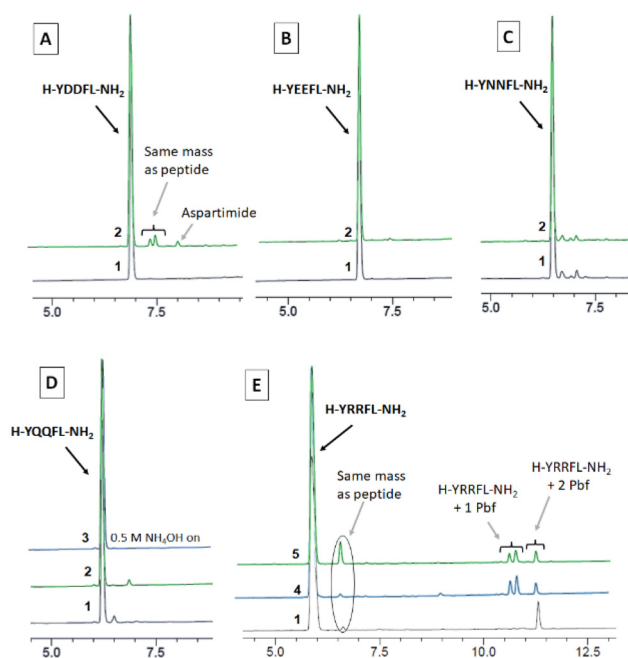 A
H-YDDFL-NH2
Same mass
as peptide
Aspartimide
2
1
5.0 7.5
B
H-YEEFL-NH2
2
1
5.0 7.5
C
H-YNNFL-NH2
2
1
5.0 7.5
D
H-YQQFL-NH2
3 0.5 M NH4OH on
2
1
5.0 7.5
E
H-YRRFL-NH2
Same mass
as peptide
H-YRRFL-NH2
+ 1 Pbf
H-YRRFL-NH2
+ 2 Pbf
5
4
1
5.0 7.5 10.0 12.5